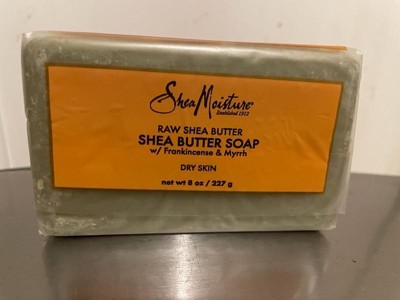 SheaMoisture®
Established 1912
RAW SHEA BUTTER
SHEA BUTTER SOAP
w/ Frankincense & Myrrh
DRY SKIN
net wt 8 oz / 227 g